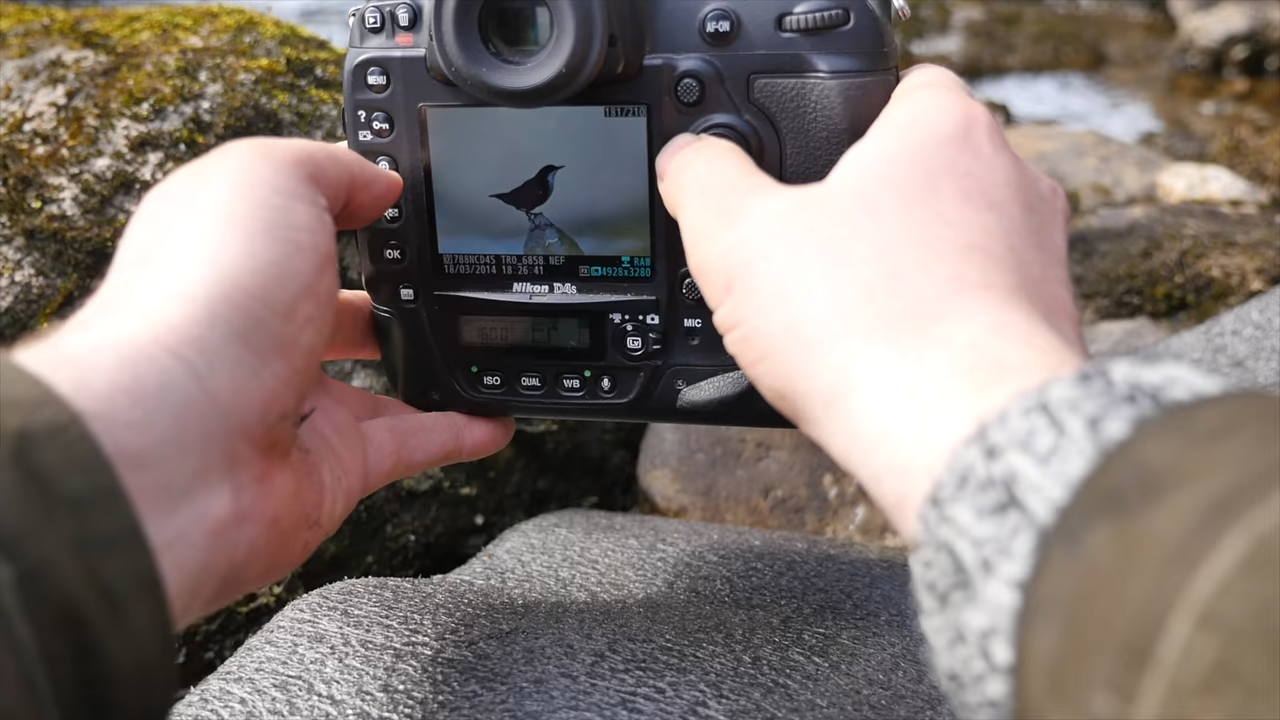 AF-ON
MENU
?
181/210
OK
788NCD4S TRO_6858.NEF
RAW
18/03/2014 18:26:41
4928x3280
Nikon D4s
MIC
Lv
ISO
QUAL
WB